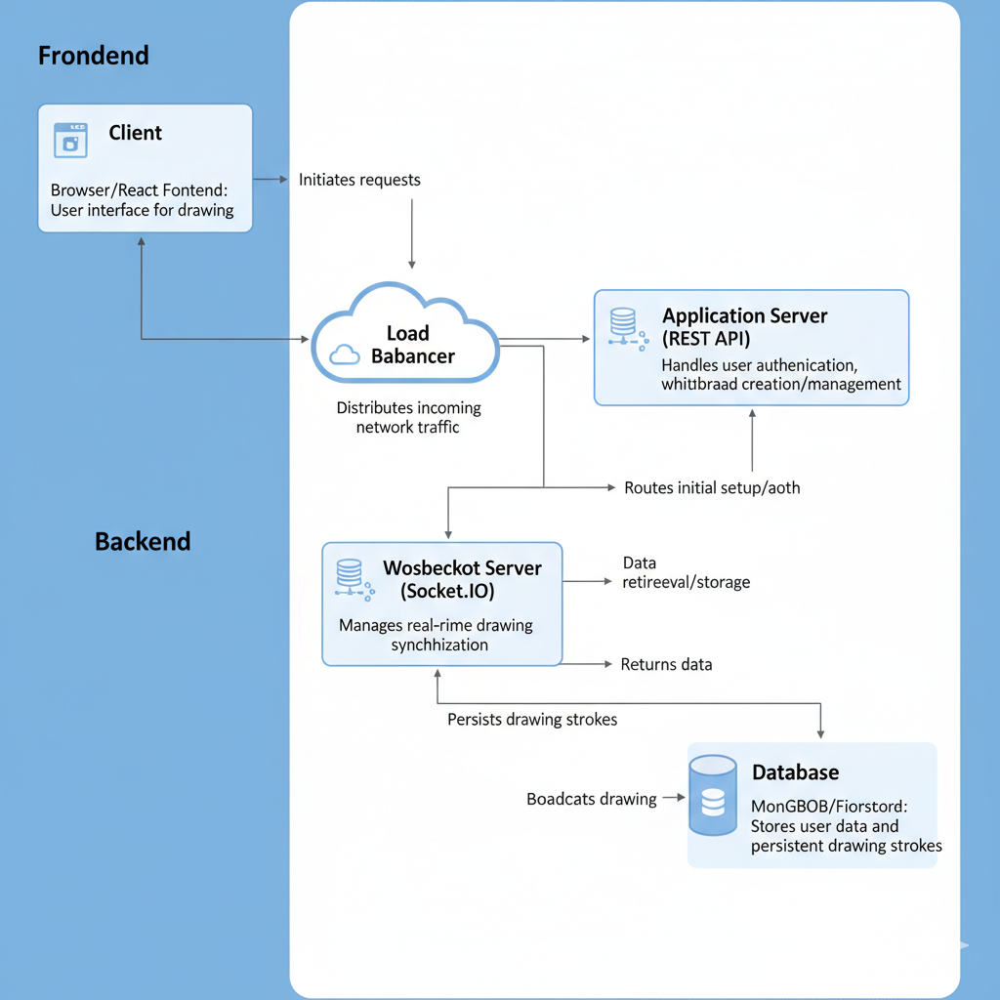 Frondend
Client
Browser/React Fontend:
User interface for drawing
Initiates requests
Load
Babancer
Distributes incoming
network traffic
Application Server
(REST API)
Handles user authenication,
whitıbraad creation/management
Routes initial setup/aoth
Backend
Wosbeckot Server
(Socket.IO)
Manages real-rime drawing
synchhization
Data
retireeval/storage
Returns data
Persists drawing strokes
Boadcats drawing
Database
MonGBOB/Fiorstord:
Stores user data and
persistent drawing strokes